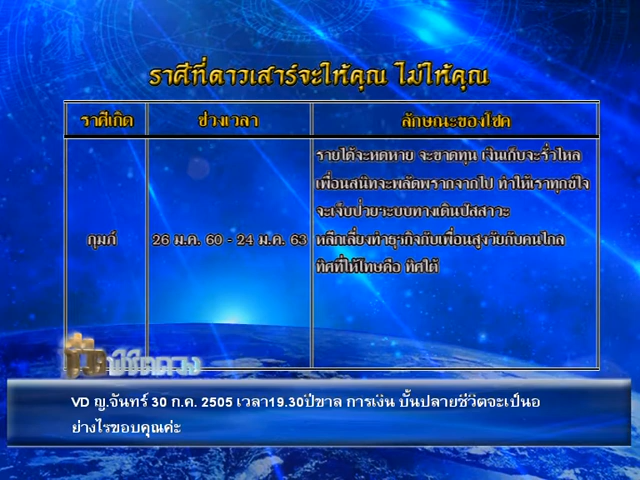 ราศีที่ดาวเสาร์จะให้คุณ ไม่ให้คุณ
ราศีเกิด ช่วงเวลา ลักษณะของโชค
รายได้จะหดหาย จะขาดทุน เงินเก็บจะรั่วไหล
เพื่อนสนิทจะพลัดพรากจากไป ทำให้เราทุกข์ใจ
จะเจ็บป่วยระบบทางเดินปัสสาวะ
กุมภ์ 26 ม.ค. 60 - 24 ม.ค. 63 หลีกเลี่ยงทำธุรกิจกับเพื่อนสูงวัยกับคนไกล
ทิศที่ให้โทษคือ ทิศใต้
VD ญ.จันทร์ 30 ก.ค. 2505 เวลา19.30ปีขาล การเงิน บั้นปลายชีวิตจะเป็นอ
ย่างไรขอบคุณค่ะ